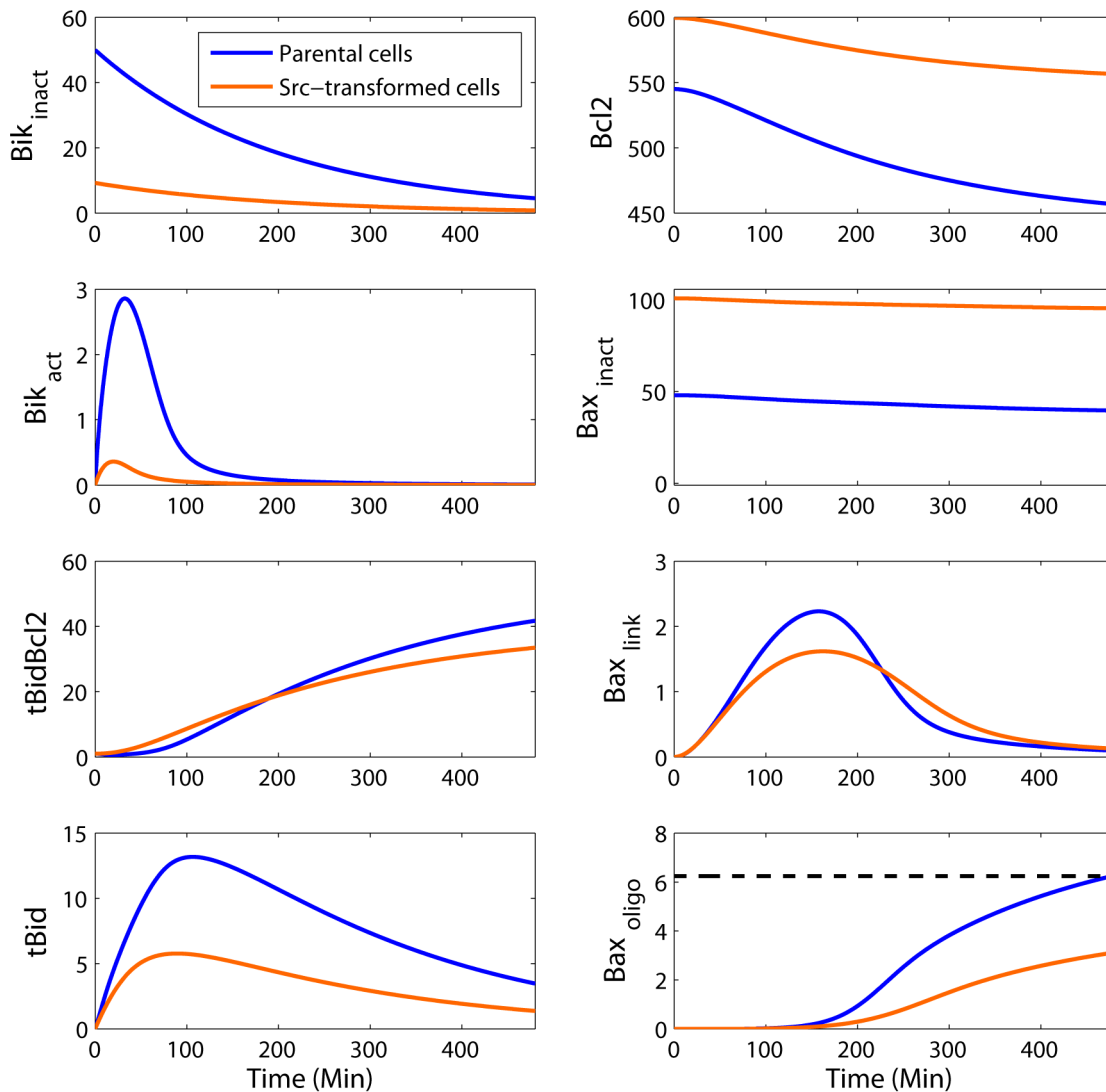 60
40
20
0
Bik inact
Parental cells
Src−transformed cells
0 100 200 300 400
600
550
500
450
Bcl2
0 100 200 300 400
3
2
1
0
Bik act
0 100 200 300 400
100
50
0
Bax inact
0 100 200 300 400
60
40
20
0
tBidBcl2
0 100 200 300 400
3
2
1
0
Bax link
0 100 200 300 400
15
10
5
0
tBid
0 100 200 300 400
Time (Min)
8
6
4
2
0
Bax oligo
0 100 200 300 400
Time (Min)